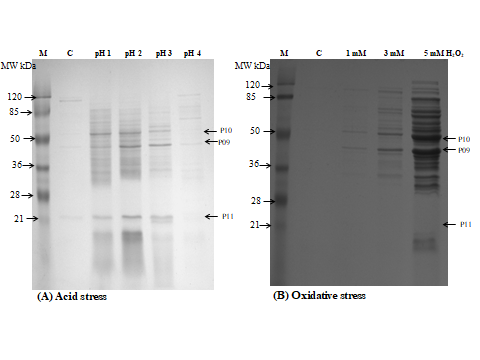 M C pH 1 pH 2 pH 3 pH 4
MW kDa
120
85
50
36
28
21
P10
P09
P11
(A) Acid stress
M C 1 mM 3 mM 5 mM H₂O₂
MW kDa
120
85
50
36
28
21
P10
P09
P11
(B) Oxidative stress